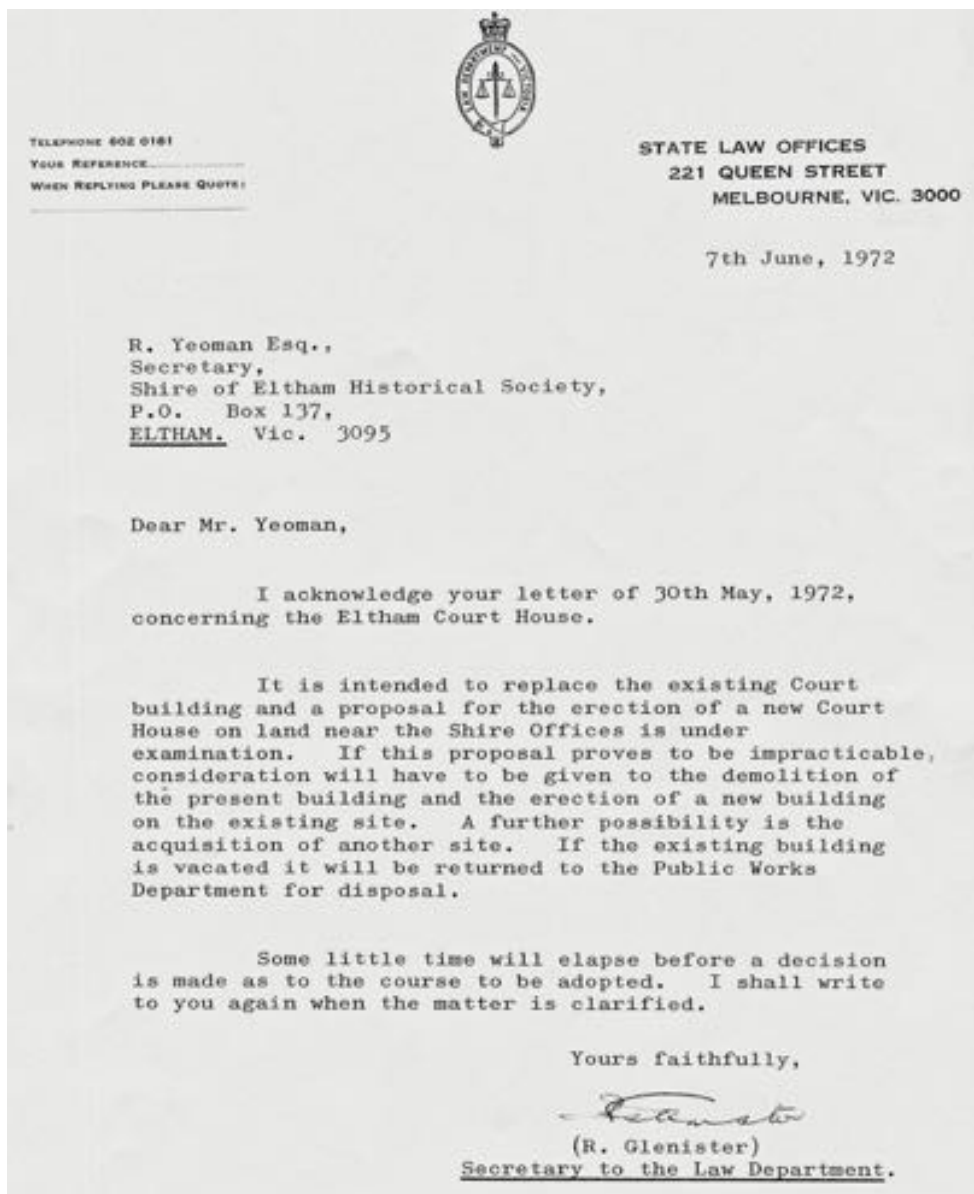 LAW DEPARTMENT VICTORIA
TELEPHONE 602 0181
YOUR REFERENCE
WHEN REPLYING PLEASE QUOTE:
STATE LAW OFFICES
221 QUEEN STREET
MELBOURNE, VIC. 3000
7th June, 1972
R. Yeoman Esq.,
Secretary,
Shire of Eltham Historical Society,
P.O. Box 137,
ELTHAM. Vic. 3095
Dear Mr. Yeoman,
I acknowledge your letter of 30th May, 1972,
concerning the Eltham Court House.
It is intended to replace the existing Court
building and a proposal for the erection of a new Court
House on land near the Shire Offices is under
examination. If this proposal proves to be impracticable,
consideration will have to be given to the demolition of
the present building and the erection of a new building
on the existing site. A further possibility is the
acquisition of another site. If the existing building
is vacated it will be returned to the Public Works
Department for disposal.
Some little time will elapse before a decision
is made as to the course to be adopted. I shall write
to you again when the matter is clarified.
Yours faithfully,
(R. Glenister)
Secretary to the Law Department.